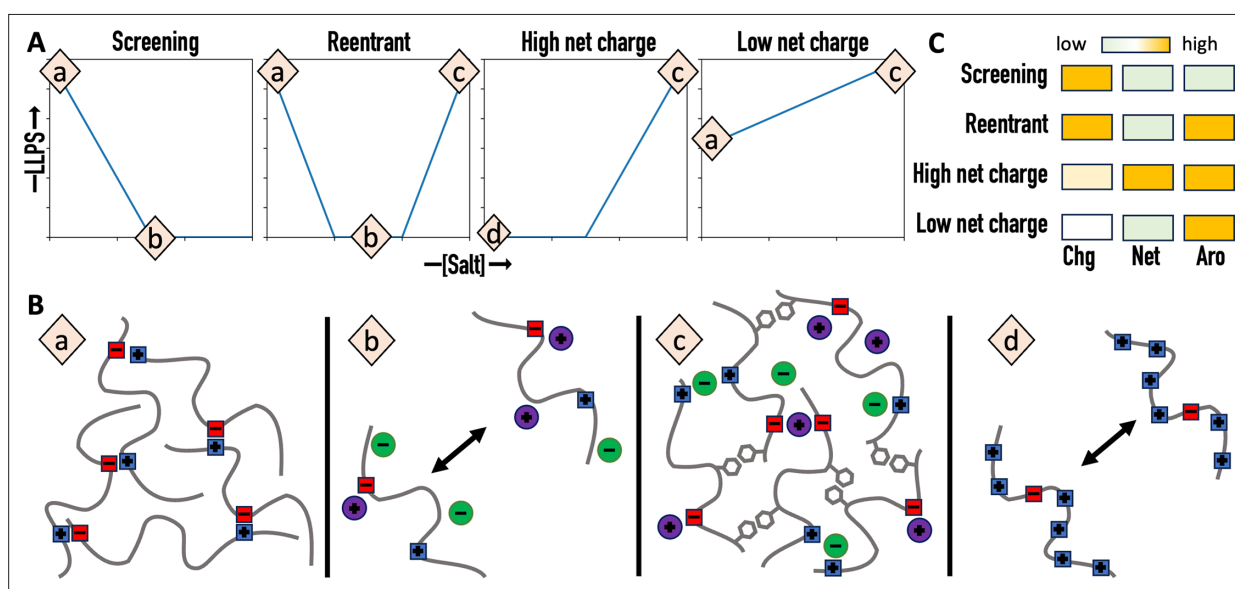 A
Screening
Reentrant
High net charge
Low net charge
C
low
high
Screening
Reentrant
High net charge
Low net charge
Chg
Net
Aro
LLPS
[Salt]
a
b
a
b
c
d
c
a
c
B
a
b
c
d